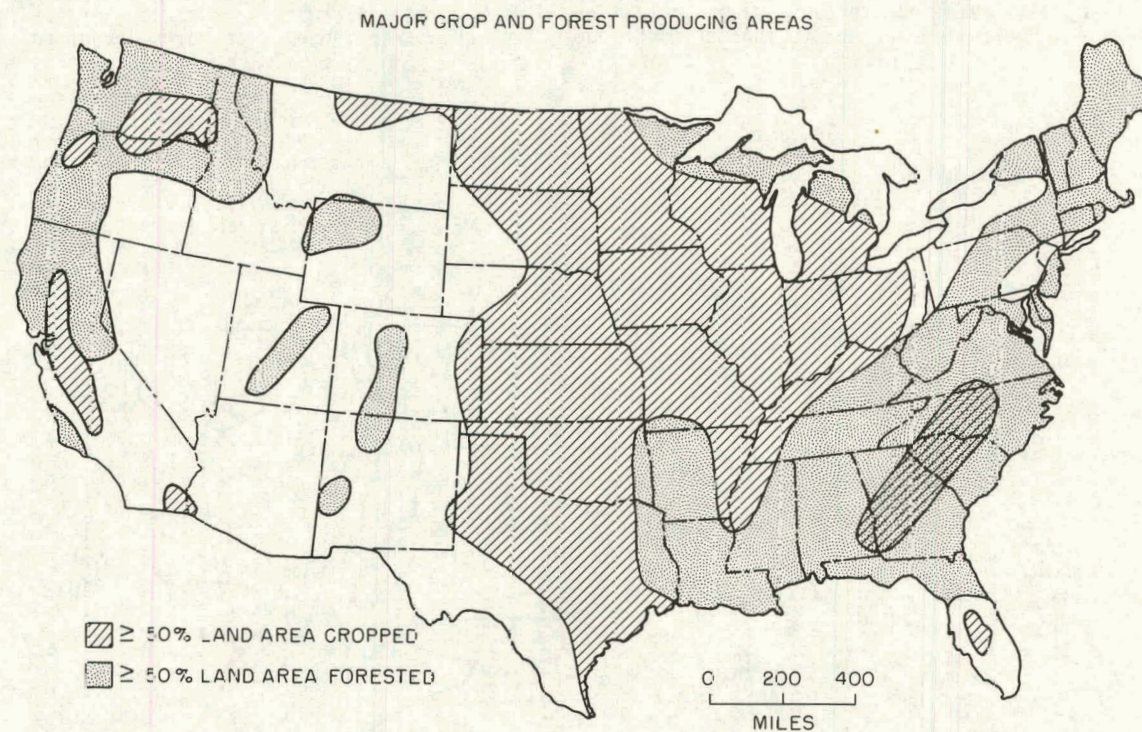 MAJOR CROP AND FOREST PRODUCING AREAS
≥ 50% LAND AREA CROPPED
≥ 50% LAND AREA FORESTED
0 200 400
MILES